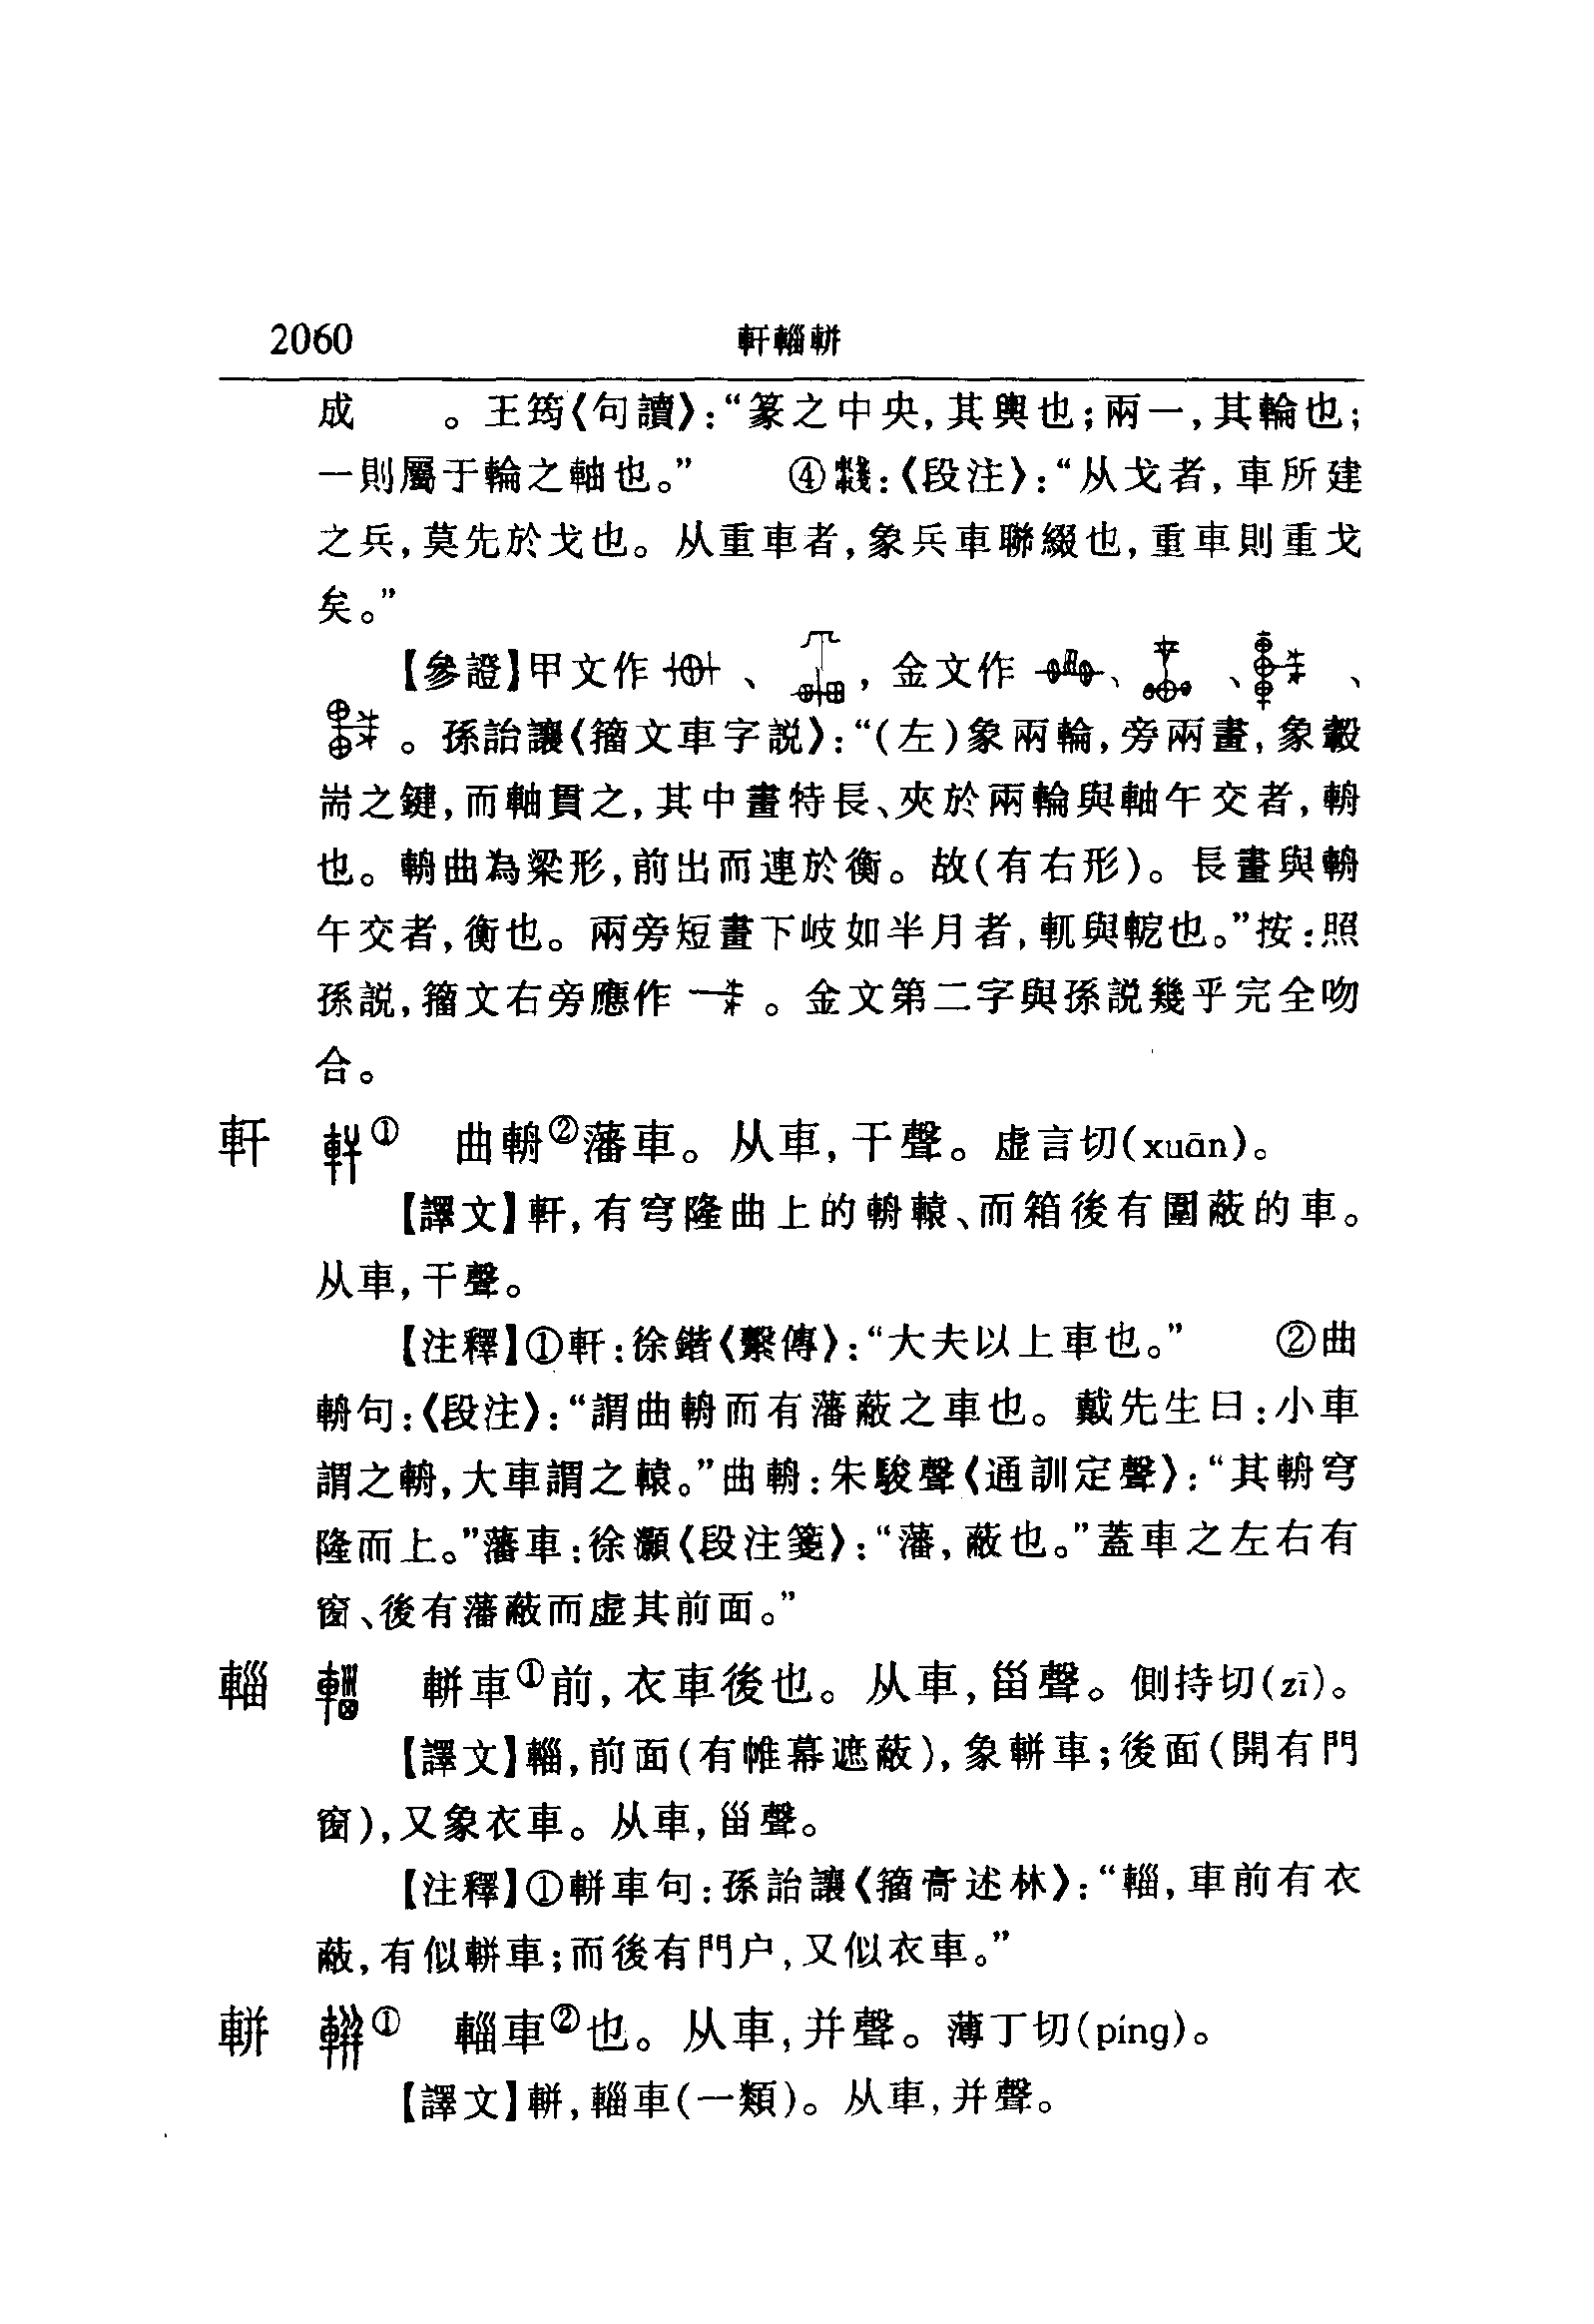 2060 軒輜軿
成 。王筠《句讀》：“篆之中央，其輿也；兩一，其輪也；
一則屬于輪之軸也。” ④𨏖：《段注》：“从戈者，車所建
之兵，莫先於戈也。从重車者，象兵車聯綴也，重車則重戈
矣。”
【參證】甲文作 、 ，金文作 、 、 、
。孫詒讓《籀文車字説》：“(左)象兩輪，旁兩畫，象轂
耑之鍵，而軸貫之，其中畫特長、夾於兩輪與軸午交者，輈
也。輈曲為梁形，前出而連於衡。故(有右形)。長畫與輈
午交者，衡也。兩旁短畫下岐如半月者，軏與軶也。”按：照
孫説，籀文右旁應作 。金文第二字與孫説幾乎完全吻
合。
軒 ① 曲輈②藩車。从車，干聲。虛言切(xuān)。
【譯文】軒，有穹隆曲上的輈轅、而箱後有圍蔽的車。
从車，干聲。
【注釋】①軒：徐鍇《繫傳》：“大夫以上車也。” ②曲
輈句：《段注》：“謂曲輈而有藩蔽之車也。戴先生曰：小車
謂之輈，大車謂之轅。”曲輈：朱駿聲《通訓定聲》：“其輈穹
隆而上。”藩車：徐灝《段注箋》：“藩，蔽也。”蓋車之左右有
窗、後有藩蔽而虛其前面。”
輜 軿車①前，衣車後也。从車，甾聲。側持切(zī)。
【譯文】輜，前面(有帷幕遮蔽)，象軿車；後面(開有門
窗)，又象衣車。从車，甾聲。
【注釋】①軿車句：孫詒讓《籀膏述林》：“輜，車前有衣
蔽，有似軿車；而後有門户，又似衣車。”
軿 ① 輜車②也。从車，并聲。薄丁切(píng)。
【譯文】軿，輜車(一類)。从車，并聲。